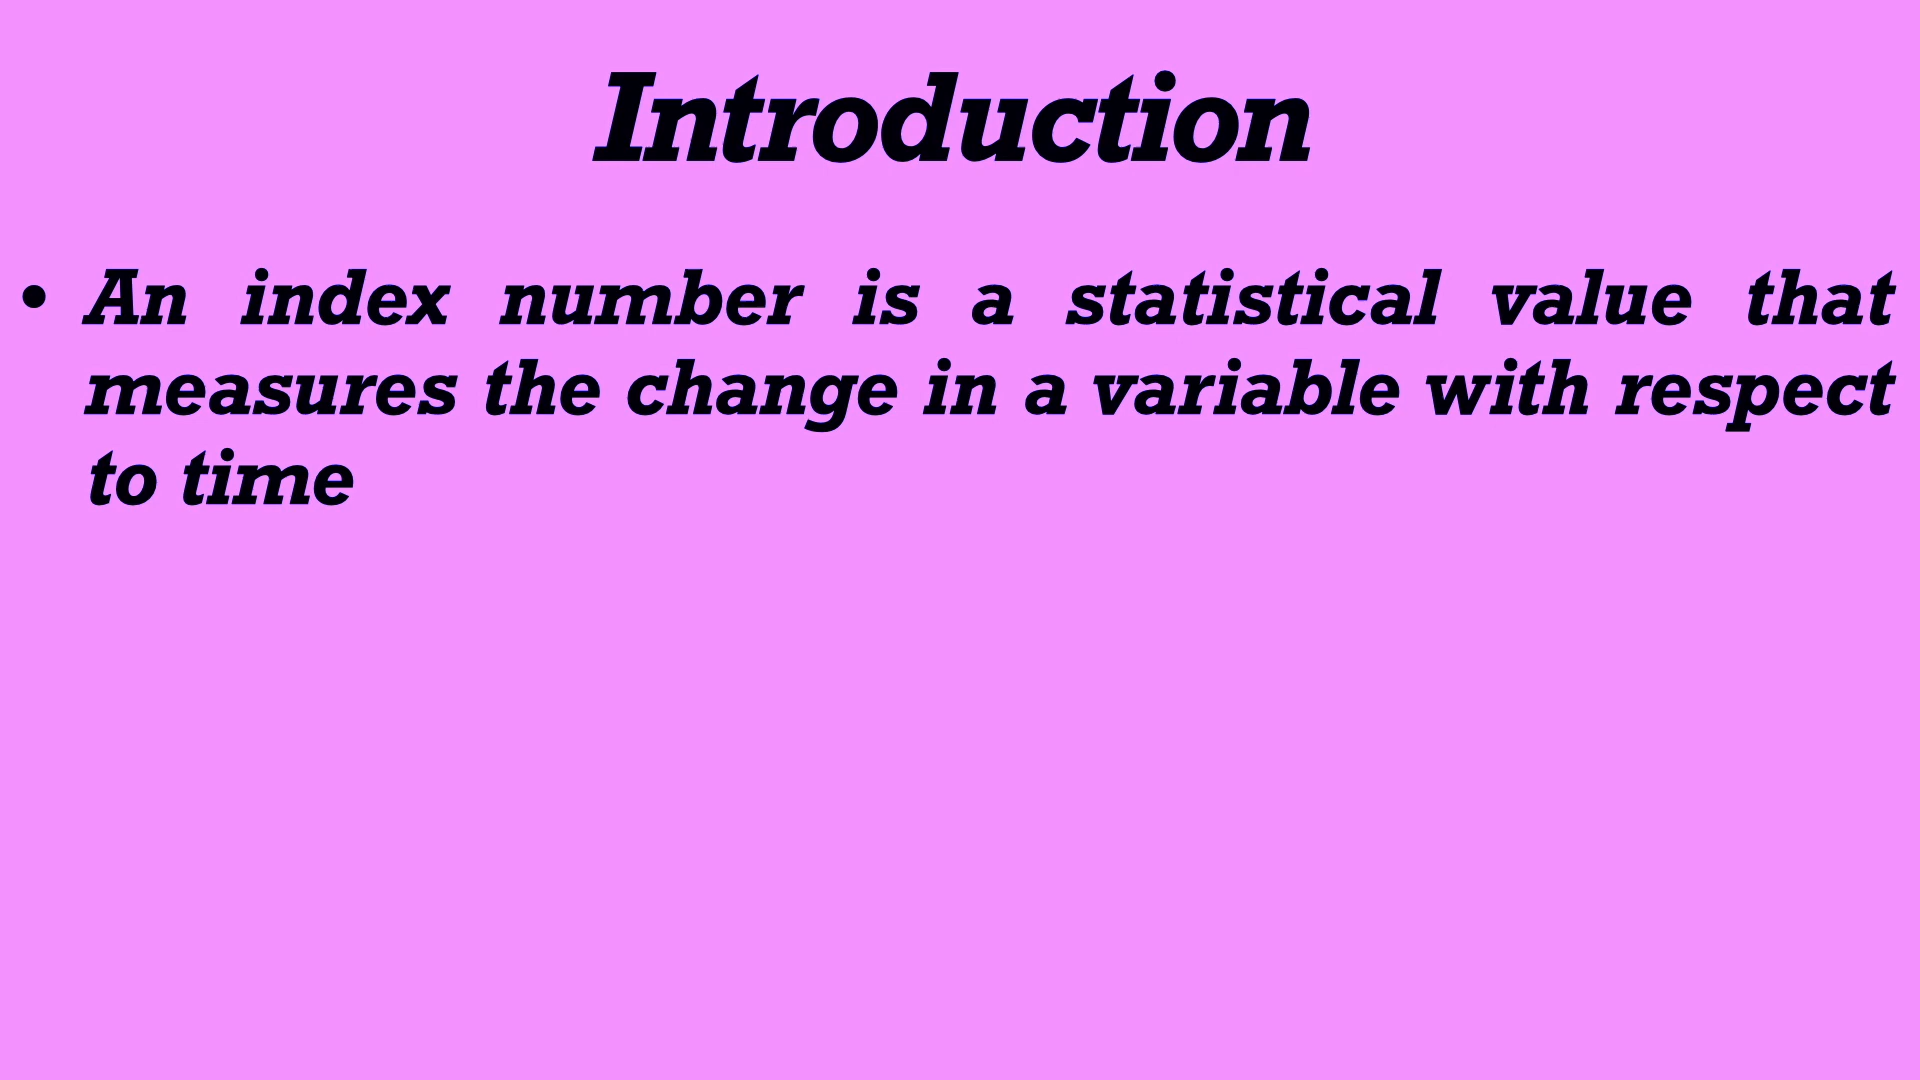 Introduction
• An index number is a statistical value that
measures the change in a variable with respect
to time